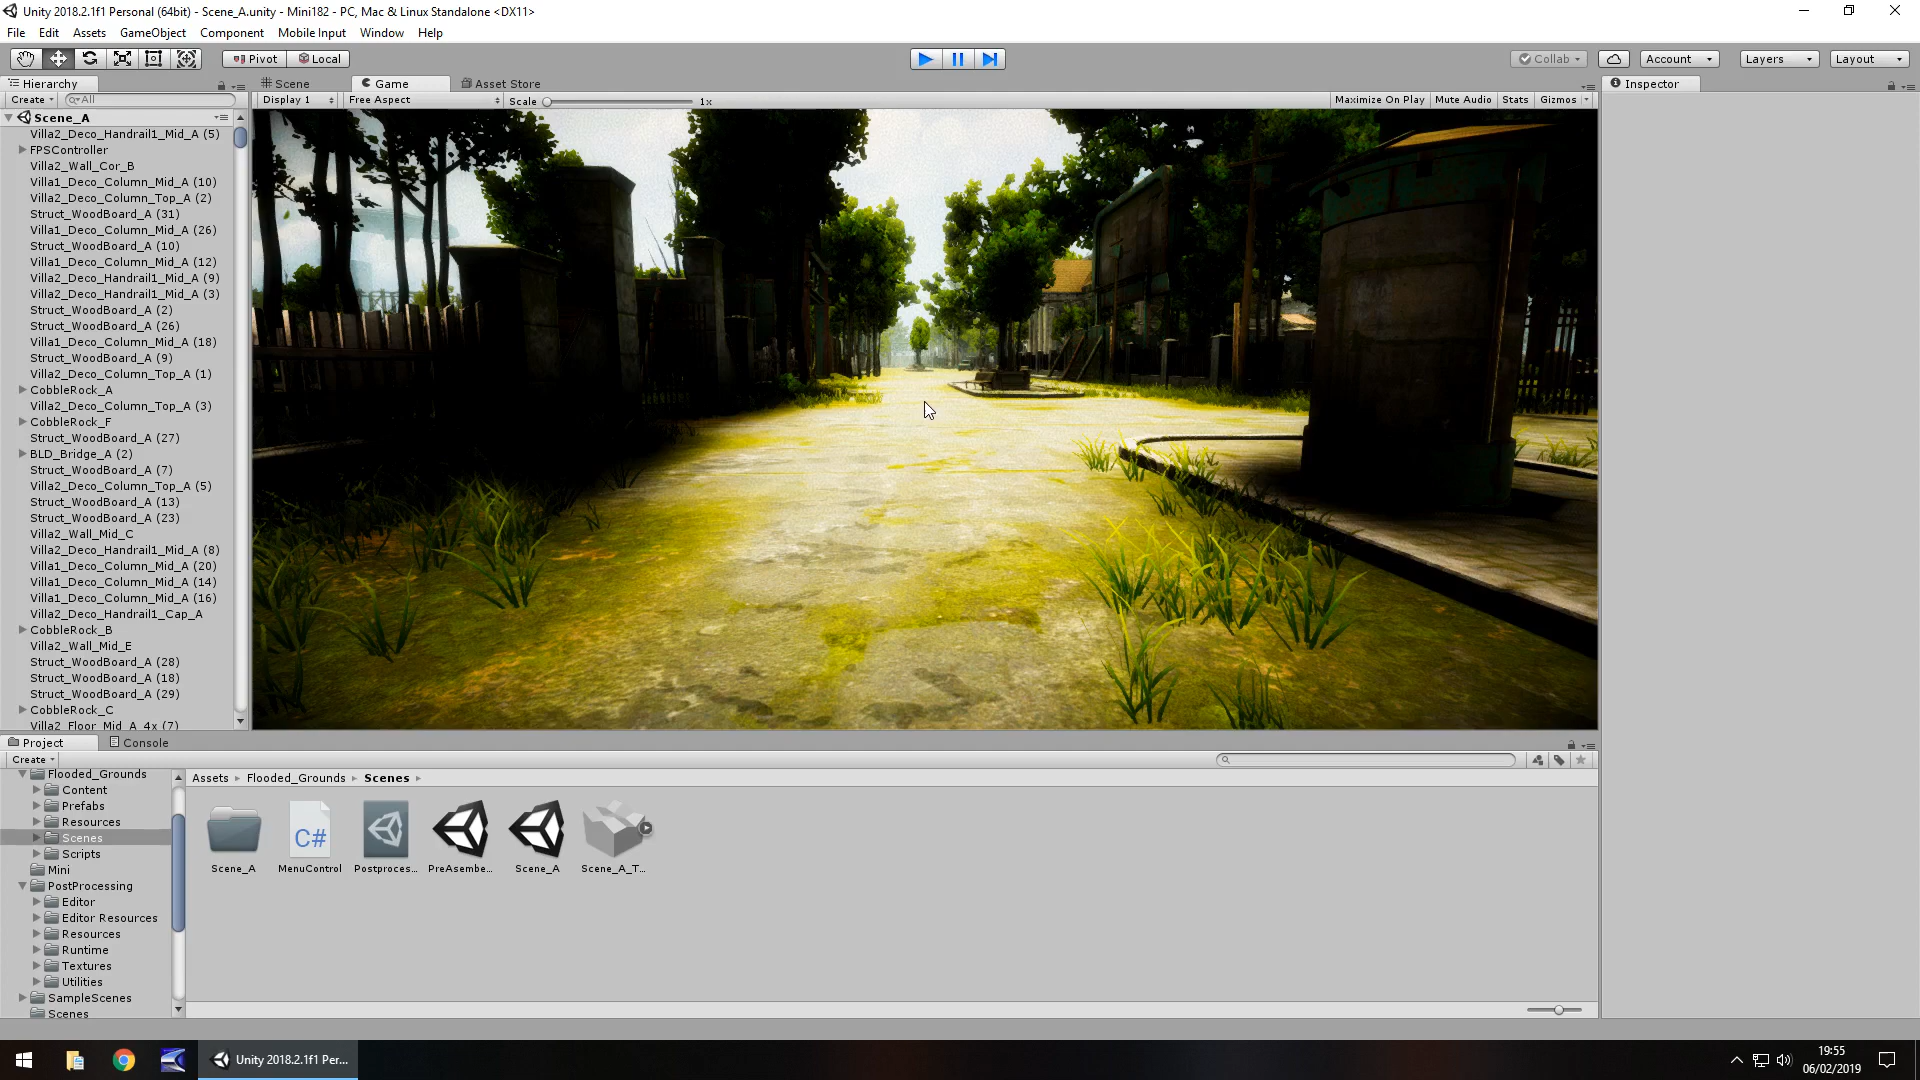 Unity 2018.2.1f1 Personal (64bit) - Scene_A.unity - Mini182 - PC, Mac & Linux Standalone <DX11>
File Edit Assets GameObject Component Mobile Input Window Help
Pivot Local Collab Account Layers Layout
Hierarchy Scene Game Asset Store Inspector
Create All Display 1 Free Aspect Scale 1x Maximize On Play Mute Audio Stats Gizmos
Scene_A
Villa2_Deco_Handrail1_Mid_A (5)
FPSController
Villa2_Wall_Cor_B
Villa1_Deco_Column_Mid_A (10)
Villa2_Deco_Column_Top_A (2)
Struct_WoodBoard_A (31)
Villa1_Deco_Column_Mid_A (26)
Struct_WoodBoard_A (10)
Villa1_Deco_Column_Mid_A (12)
Villa2_Deco_Handrail1_Mid_A (9)
Villa2_Deco_Handrail1_Mid_A (3)
Struct_WoodBoard_A (2)
Struct_WoodBoard_A (26)
Villa1_Deco_Column_Mid_A (18)
Struct_WoodBoard_A (9)
Villa2_Deco_Column_Top_A (1)
CobbleRock_A
Villa2_Deco_Column_Top_A (3)
CobbleRock_F
Struct_WoodBoard_A (27)
BLD_Bridge_A (2)
Struct_WoodBoard_A (7)
Villa2_Deco_Column_Top_A (5)
Struct_WoodBoard_A (13)
Struct_WoodBoard_A (23)
Villa2_Wall_Mid_C
Villa2_Deco_Handrail1_Mid_A (8)
Villa1_Deco_Column_Mid_A (20)
Villa1_Deco_Column_Mid_A (14)
Villa1_Deco_Column_Mid_A (16)
Villa2_Deco_Handrail1_Cap_A
CobbleRock_B
Villa2_Wall_Mid_E
Struct_WoodBoard_A (28)
Struct_WoodBoard_A (18)
Struct_WoodBoard_A (29)
CobbleRock_C
Villa2_Floor_Mid_A_4x (7)
Project Console
Create
Flooded_Grounds
Content
Prefabs
Resources
Scenes
Scripts
Mini
PostProcessing
Editor
Editor Resources
Resources
Runtime
Textures
Utilities
SampleScenes
Scenes
Assets Flooded_Grounds Scenes
C#
Scene_A MenuControl Postproces... PreAsembe... Scene_A Scene_A_T...
Unity 2018.2.1f1 Per...
19:55
06/02/2019